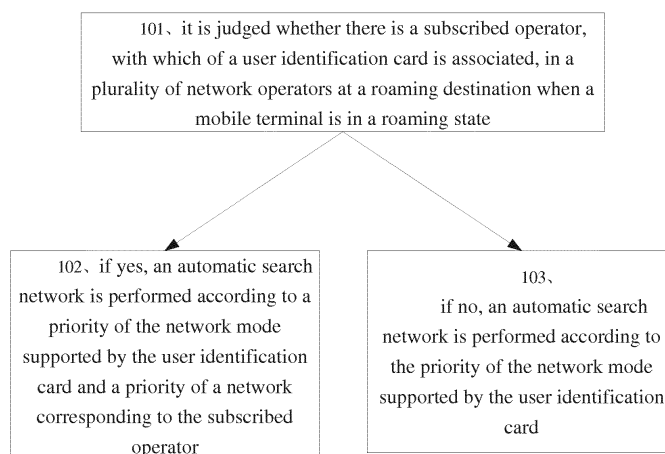 101、it is judged whether there is a subscribed operator,
with which of a user identification card is associated, in a
plurality of network operators at a roaming destination when a
mobile terminal is in a roaming state
102、if yes, an automatic search
network is performed according to a
priority of the network mode
supported by the user identification
card and a priority of a network
corresponding to the subscribed
operator
103、
if no, an automatic search
network is performed according to
the priority of the network mode
supported by the user identification
card